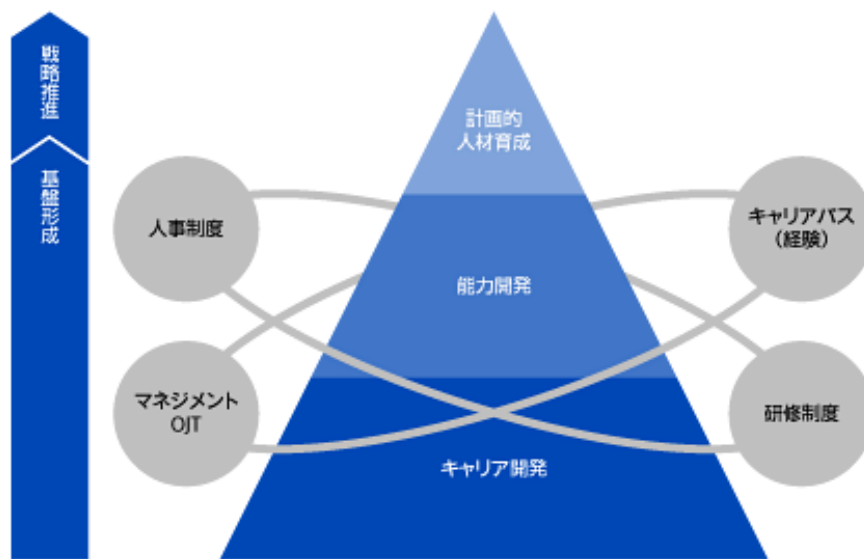 戦略推進
基盤形成
計画的
人材育成
能力開発
キャリア開発
人事制度
マネジメント
OJT
キャリアパス
（経験）
研修制度